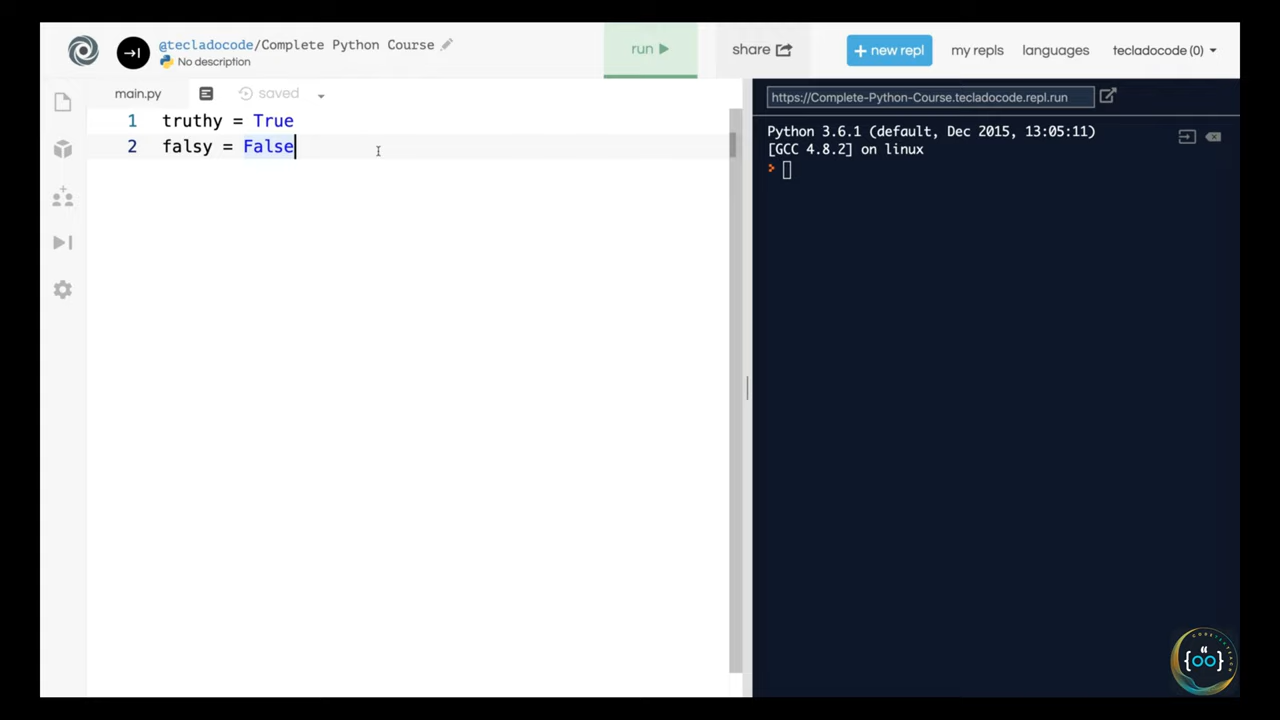 @tecladocode/Complete Python Course
No description
run
share
+ new repl
my repls
languages
tecladocode (0)
main.py
saved
https://Complete-Python-Course.tecladocode.repl.run
1 truthy = True
2 falsy = False
Python 3.6.1 (default, Dec 2015, 13:05:11)
[GCC 4.8.2] on linux